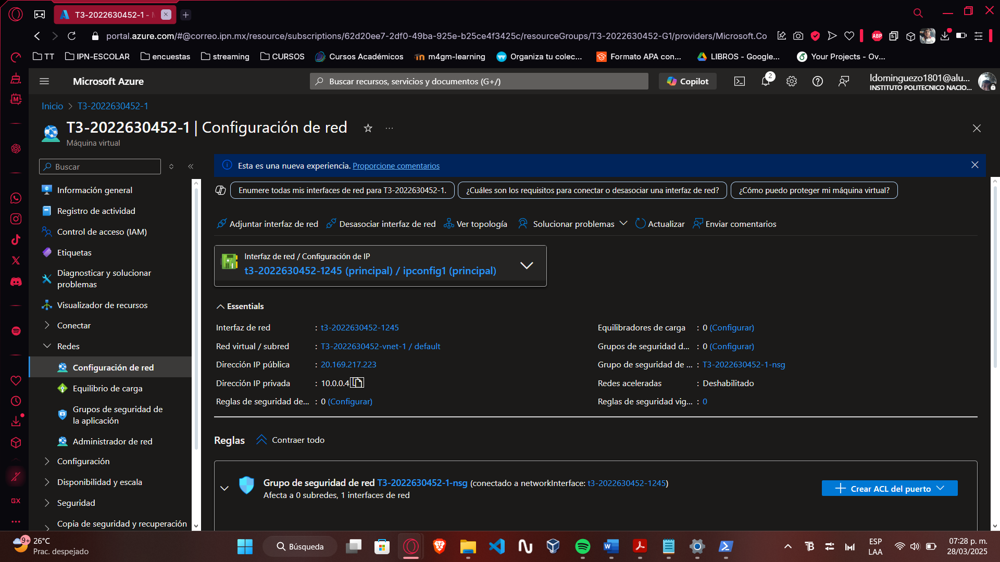 T3-2022630452-1 - M
portal.azure.com/#@correo.ipn.mx/resource/subscriptions/62d20ee7-2df0-49ba-925e-b25ce4f3425c/resourceGroups/T3-2022630452-G1/providers/Microsoft.Co
ABP
TT
IPN-ESCOLAR
encuestas
streaming
CURSOS
Cursos Académicos
m4gm-learning
Organiza tu colec...
Formato APA con...
LIBROS - Google...
Your Projects - Ov...
Microsoft Azure
Buscar recursos, servicios y documentos (G+/)
Copilot
2
ldominguezo1801@alu...
INSTITUTO POLITECNICO NACIO...
Inicio > T3-2022630452-1
T3-2022630452-1 | Configuración de red
Máquina virtual
Buscar
Información general
Registro de actividad
Control de acceso (IAM)
Etiquetas
Diagnosticar y solucionar
problemas
Visualizador de recursos
Conectar
Redes
Configuración de red
Equilibrio de carga
Grupos de seguridad de
la aplicación
Administrador de red
Configuración
Disponibilidad y escala
Seguridad
Copia de seguridad y recuperación
Esta es una nueva experiencia. Proporcione comentarios
Enumere todas mis interfaces de red para T3-2022630452-1.
¿Cuáles son los requisitos para conectar o desasociar una interfaz de red?
¿Cómo puedo proteger mi máquina virtual?
Adjuntar interfaz de red
Desasociar interfaz de red
Ver topología
Solucionar problemas
Actualizar
Enviar comentarios
Interfaz de red / Configuración de IP
t3-2022630452-1245 (principal) / ipconfig1 (principal)
Essentials
Interfaz de red : t3-2022630452-1245
Red virtual / subred : T3-2022630452-vnet-1 / default
Dirección IP pública : 20.169.217.223
Dirección IP privada : 10.0.0.4
Reglas de seguridad de... : 0 (Configurar)
Equilibradores de carga : 0 (Configurar)
Grupos de seguridad d... : 0 (Configurar)
Grupo de seguridad de ... : T3-2022630452-1-nsg
Redes aceleradas : Deshabilitado
Reglas de seguridad vig... : 0
Reglas
Contraer todo
Grupo de seguridad de red T3-2022630452-1-nsg (conectado a networkInterface: t3-2022630452-1245)
Afecta a 0 subredes, 1 interfaces de red
Crear ACL del puerto
GX
9+
26°C
Prac. despejado
Búsqueda
ESP
LAA
07:28 p. m.
28/03/2025